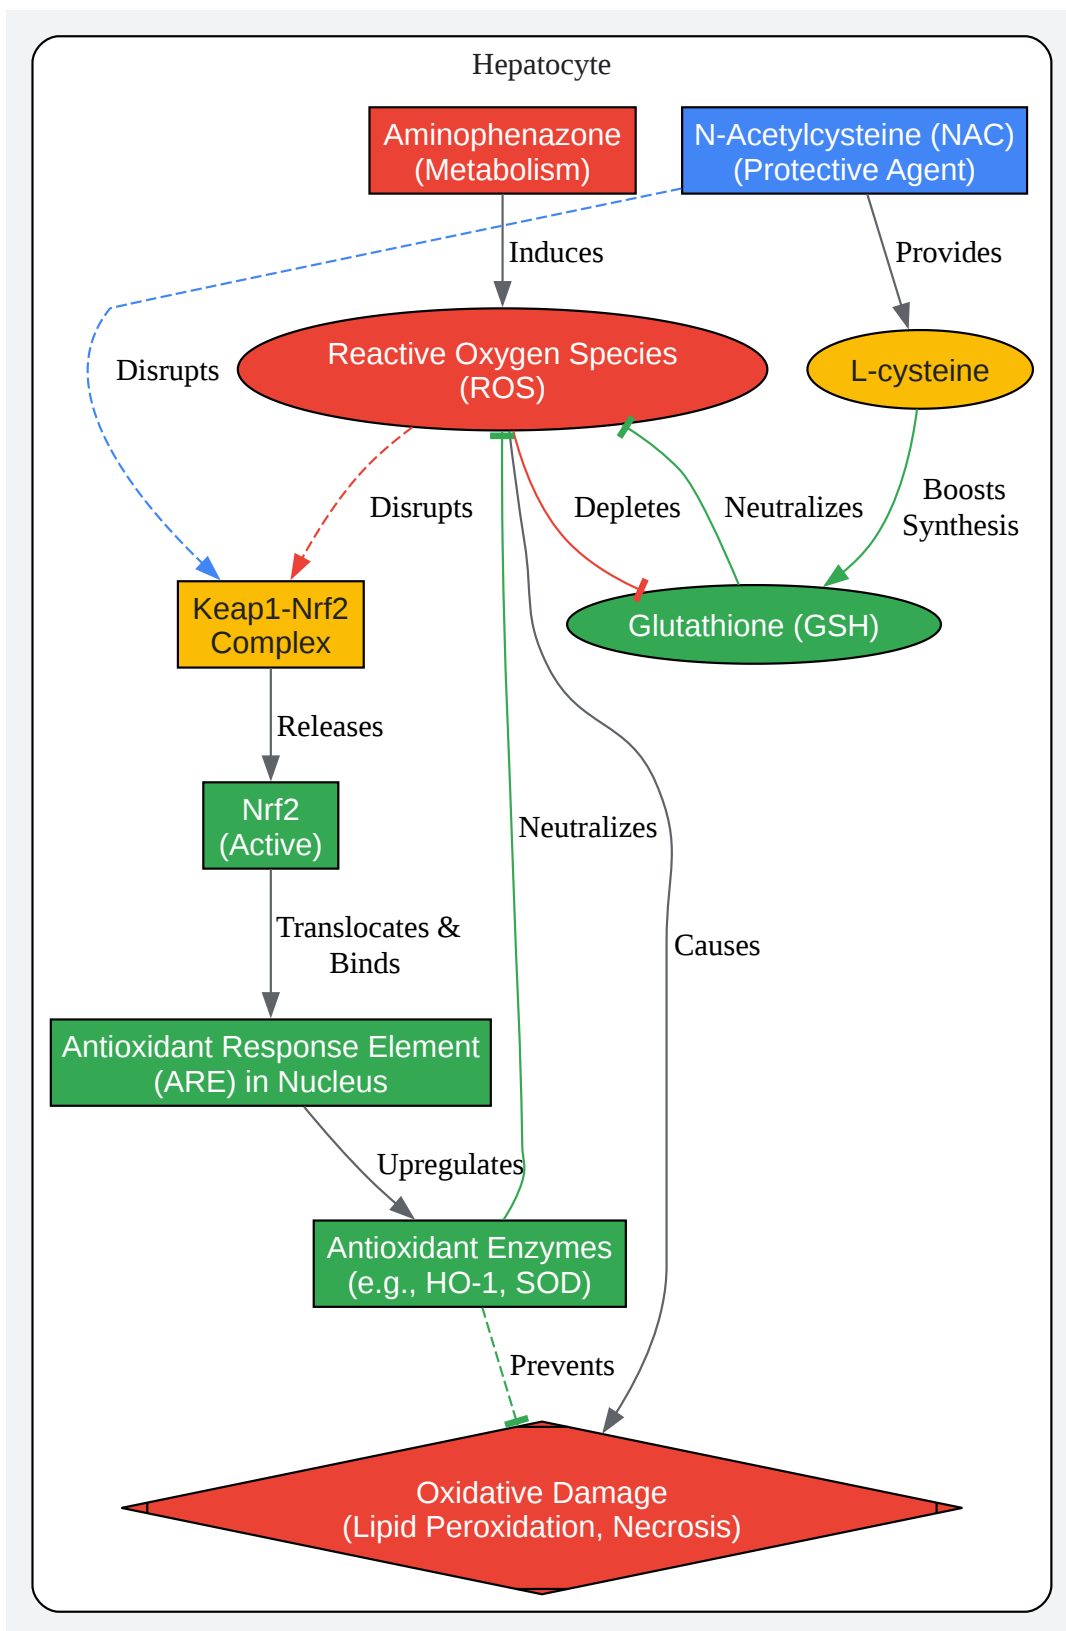 Hepatocyte
Aminophenazone
(Metabolism)
N-Acetylcysteine (NAC)
(Protective Agent)
Induces
Provides
Disrupts
Reactive Oxygen Species
(ROS)
L-cysteine
Disrupts
Depletes
Neutralizes
Boosts
Synthesis
Keap1-Nrf2
Complex
Glutathione (GSH)
Releases
Nrf2
(Active)
Neutralizes
Translocates &
Binds
Causes
Antioxidant Response Element
(ARE) in Nucleus
Upregulates
Antioxidant Enzymes
(e.g., HO-1, SOD)
Prevents
Oxidative Damage
(Lipid Peroxidation, Necrosis)